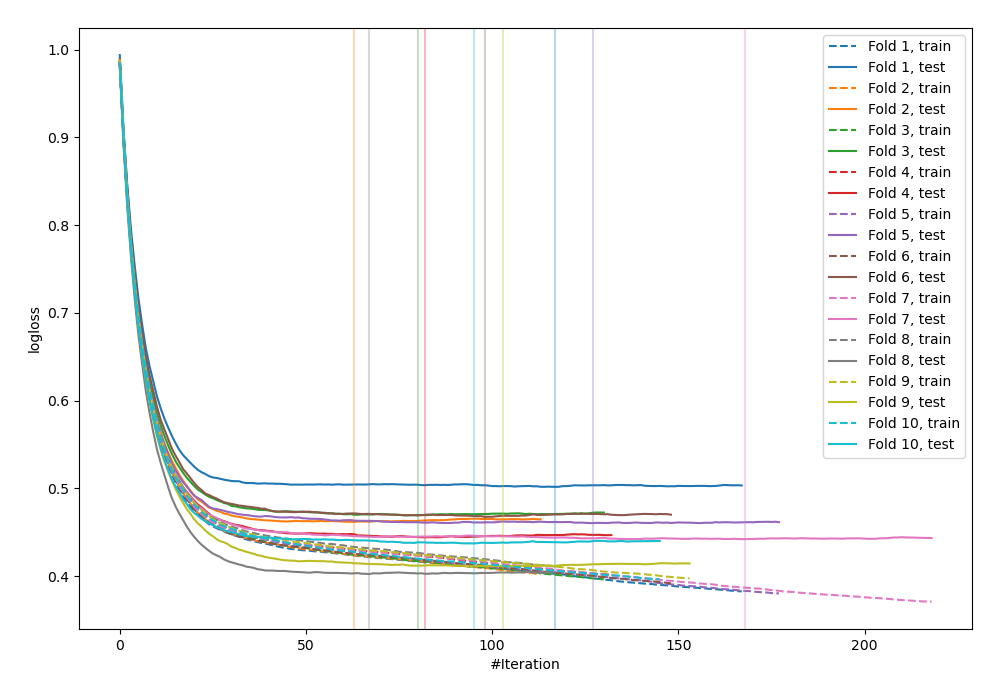 1.0
0.9
0.8
0.7
0.6
0.5
0.4
logloss
0
50
100
150
200
#Iteration
Fold 1, train
Fold 1, test
Fold 2, train
Fold 2, test
Fold 3, train
Fold 3, test
Fold 4, train
Fold 4, test
Fold 5, train
Fold 5, test
Fold 6, train
Fold 6, test
Fold 7, train
Fold 7, test
Fold 8, train
Fold 8, test
Fold 9, train
Fold 9, test
Fold 10, train
Fold 10, test